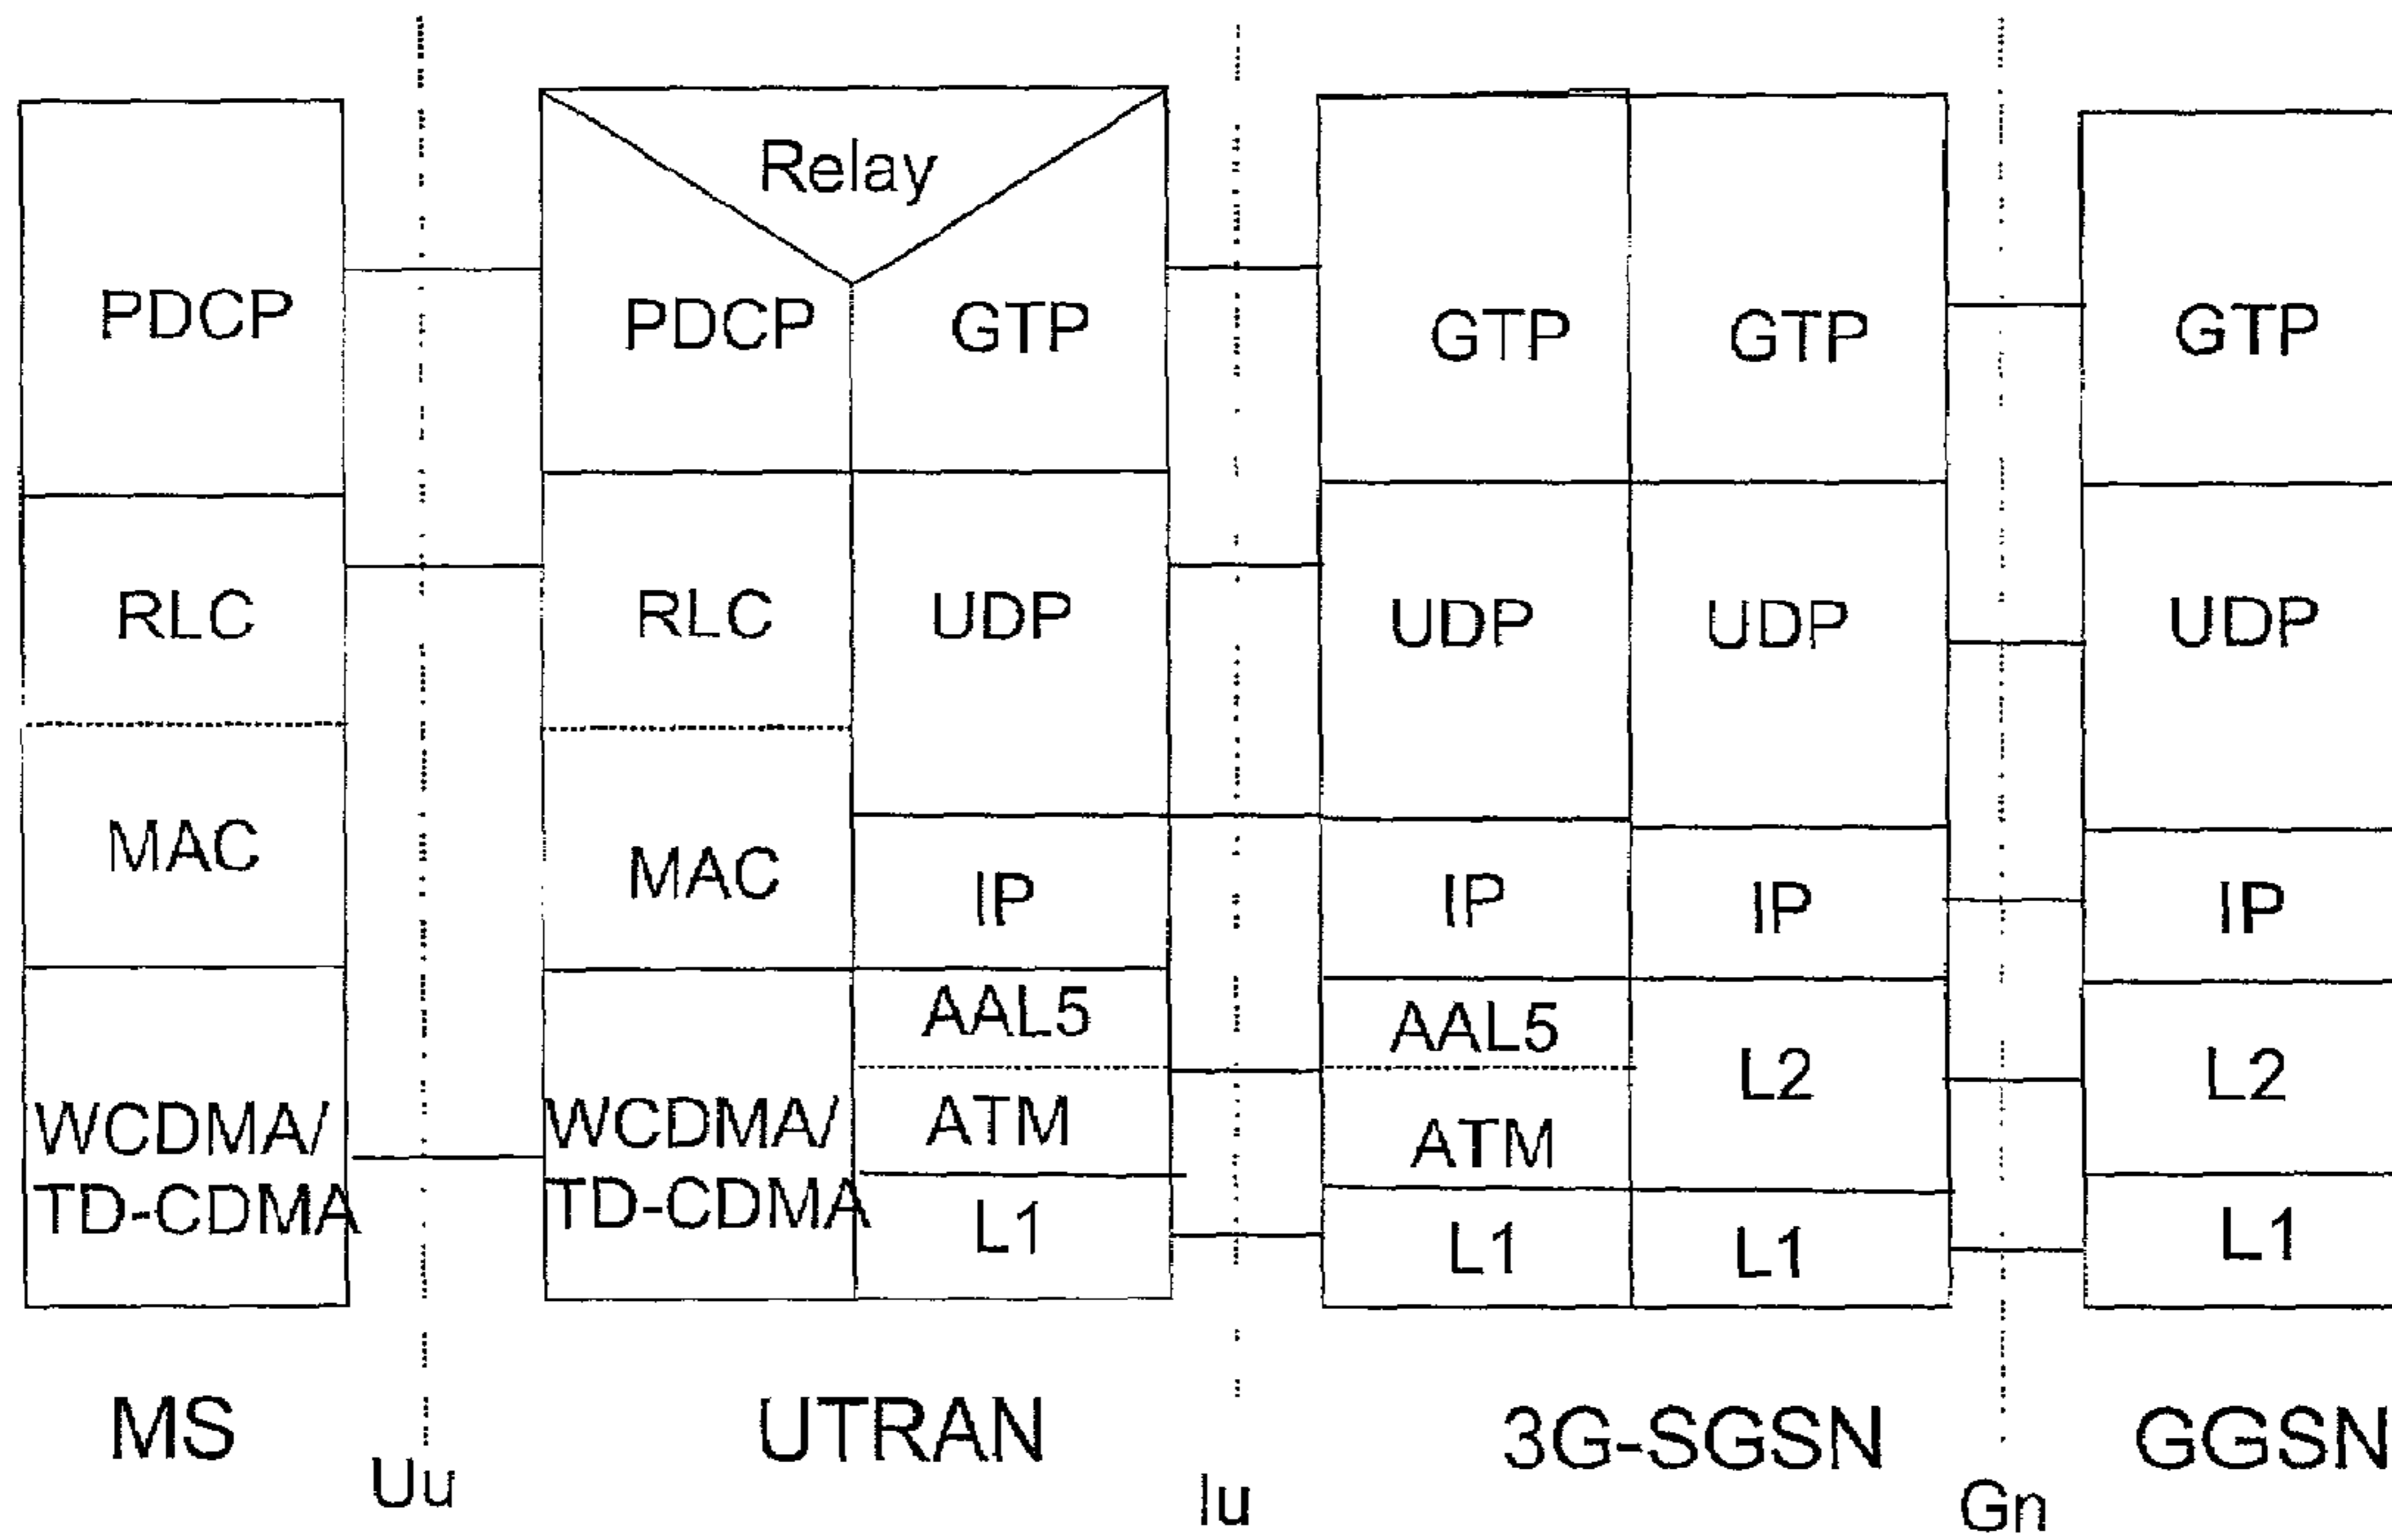 Relay
PDCP
PDCP
GTP
GTP
GTP
GTP
RLC
RLC
UDP
UDP
UDP
UDP
MAC
MAC
IP
IP
IP
IP
AAL5
AAL5
L2
L2
WCDMA/
TD-CDMA
WCDMA/
TD-CDMA
ATM
ATM
L1
L1
L1
L1
MS
UTRAN
3G-SGSN
GGSN
Uu
Iu
Gn